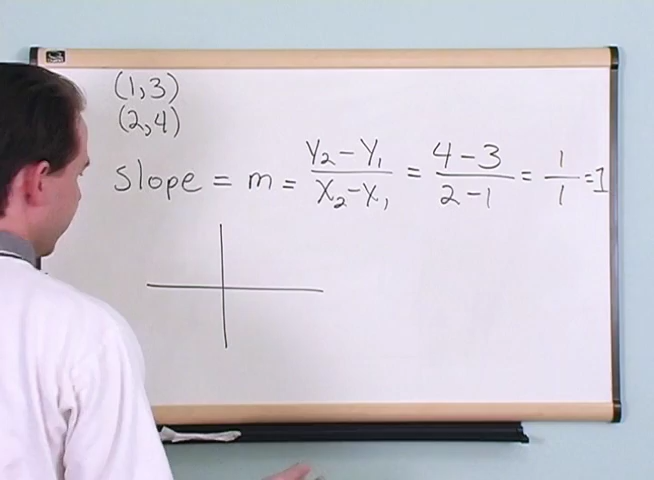 (1,3)
(2,4)
slope = m = Y₂-Y₁/X₂-X₁ = 4-3/2-1 = 1/1 =1